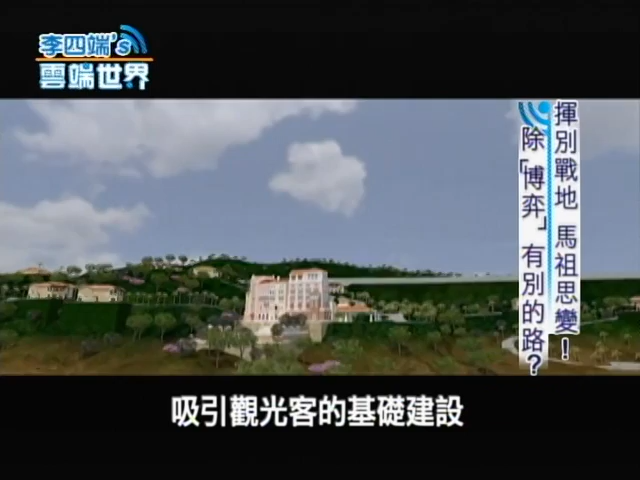 李四端's
雲端世界
揮別戰地 馬祖思變！
除「博弈」有別的路？
吸引觀光客的基礎建設